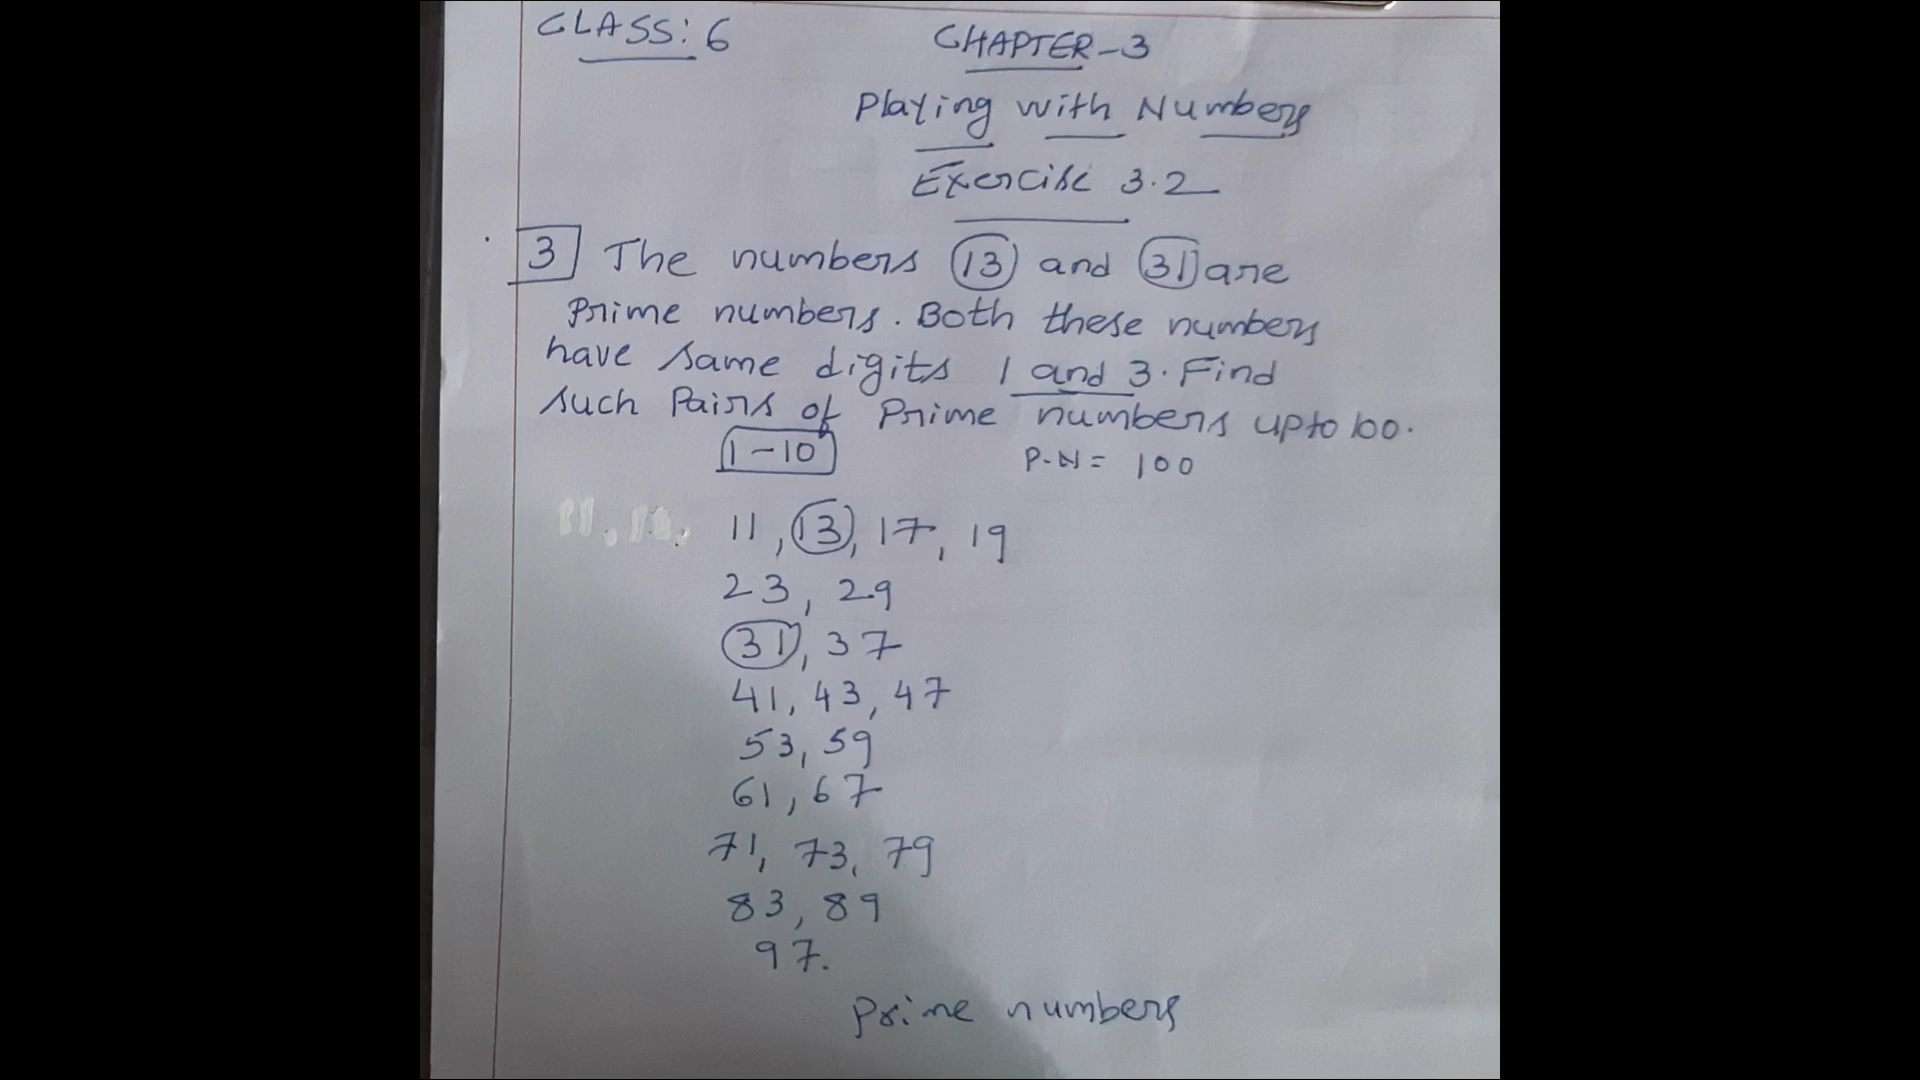 CLASS: 6
CHAPTER-3
Playing with Numbers
Exercise 3.2
3 The numbers 13 and 31 are
Prime numbers. Both these numbers
have same digits 1 and 3. Find
such Pairs of Prime numbers upto 100.
1-10
P.N = 100
11, 13, 17, 19
23, 29
31, 37
41, 43, 47
53, 59
61, 67
71, 73, 79
83, 89
97.
Prime numbers